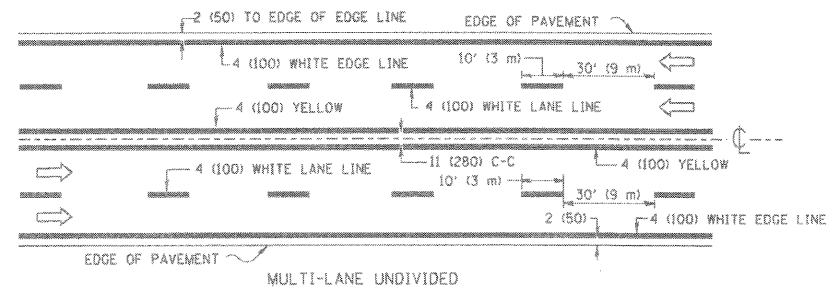 2 (50) TO EDGE OF EDGE LINE
EDGE OF PAVEMENT
4 (100) WHITE EDGE LINE
10' (3 m)
30' (9 m)
4 (100) YELLOW
4 (100) WHITE LANE LINE
℄
4 (100) WHITE LANE LINE
11 (280) C-C
4 (100) YELLOW
10' (3 m)
30' (9 m)
2 (50)
4 (100) WHITE EDGE LINE
EDGE OF PAVEMENT
MULTI-LANE UNDIVIDED